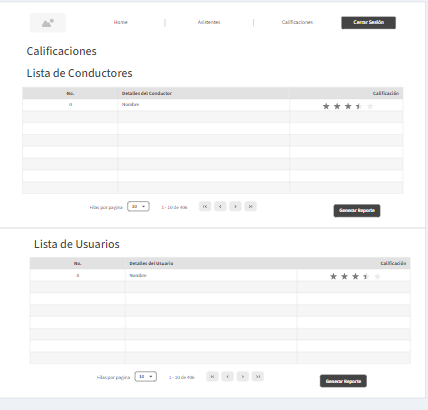 Home | Asistentes | Calificaciones Cerrar Sesión
Calificaciones
Lista de Conductores
No. Detalles del Conductor Calificación
0 Nombre
Filas por pagina 10 1 - 10 de 496
Generar Reporte
Lista de Usuarios
No. Detalles del Usuario Calificación
0 Nombre
Filas por pagina 10 1 - 10 de 496
Generar Reporte